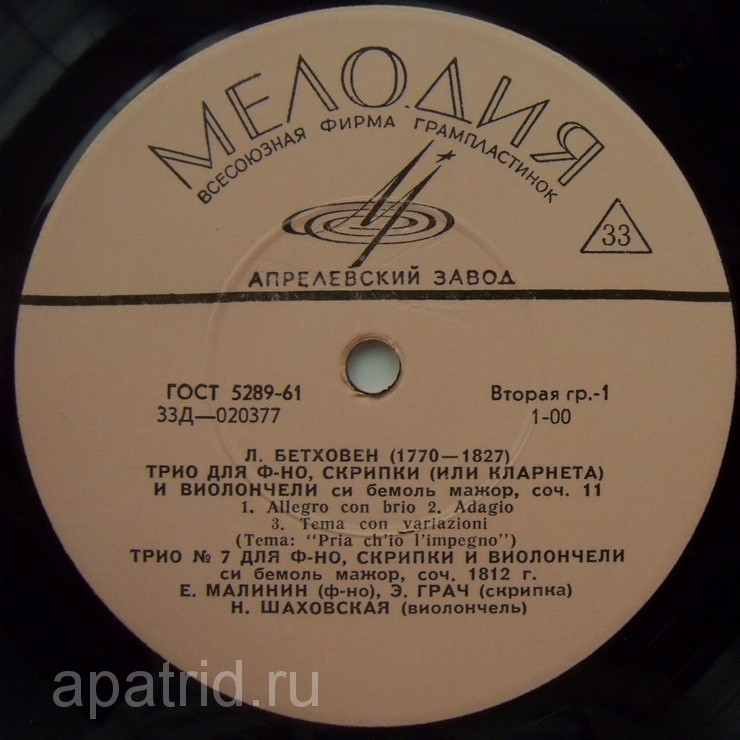 МЕЛОДИЯ
ВСЕСОЮЗНАЯ ФИРМА ГРАМПЛАСТИНОК
33
АПРЕЛЕВСКИЙ ЗАВОД
ГОСТ 5289-61 Вторая гр.-1
33Д—020377 1-00
Л. БЕТХОВЕН (1770—1827)
ТРИО ДЛЯ Ф-НО, СКРИПКИ (ИЛИ КЛАРНЕТА)
И ВИОЛОНЧЕЛИ си бемоль мажор, соч. 11
1. Allegro con brio 2. Adagio
3. Tema con variazioni
(Tema: “Pria ch'io l'impegno”)
ТРИО № 7 ДЛЯ Ф-НО, СКРИПКИ И ВИОЛОНЧЕЛИ
си бемоль мажор, соч. 1812 г.
Е. МАЛИНИН (ф-но), Э. ГРАЧ (скрипка)
Н. ШАХОВСКАЯ (виолончель)
apatrid.ru